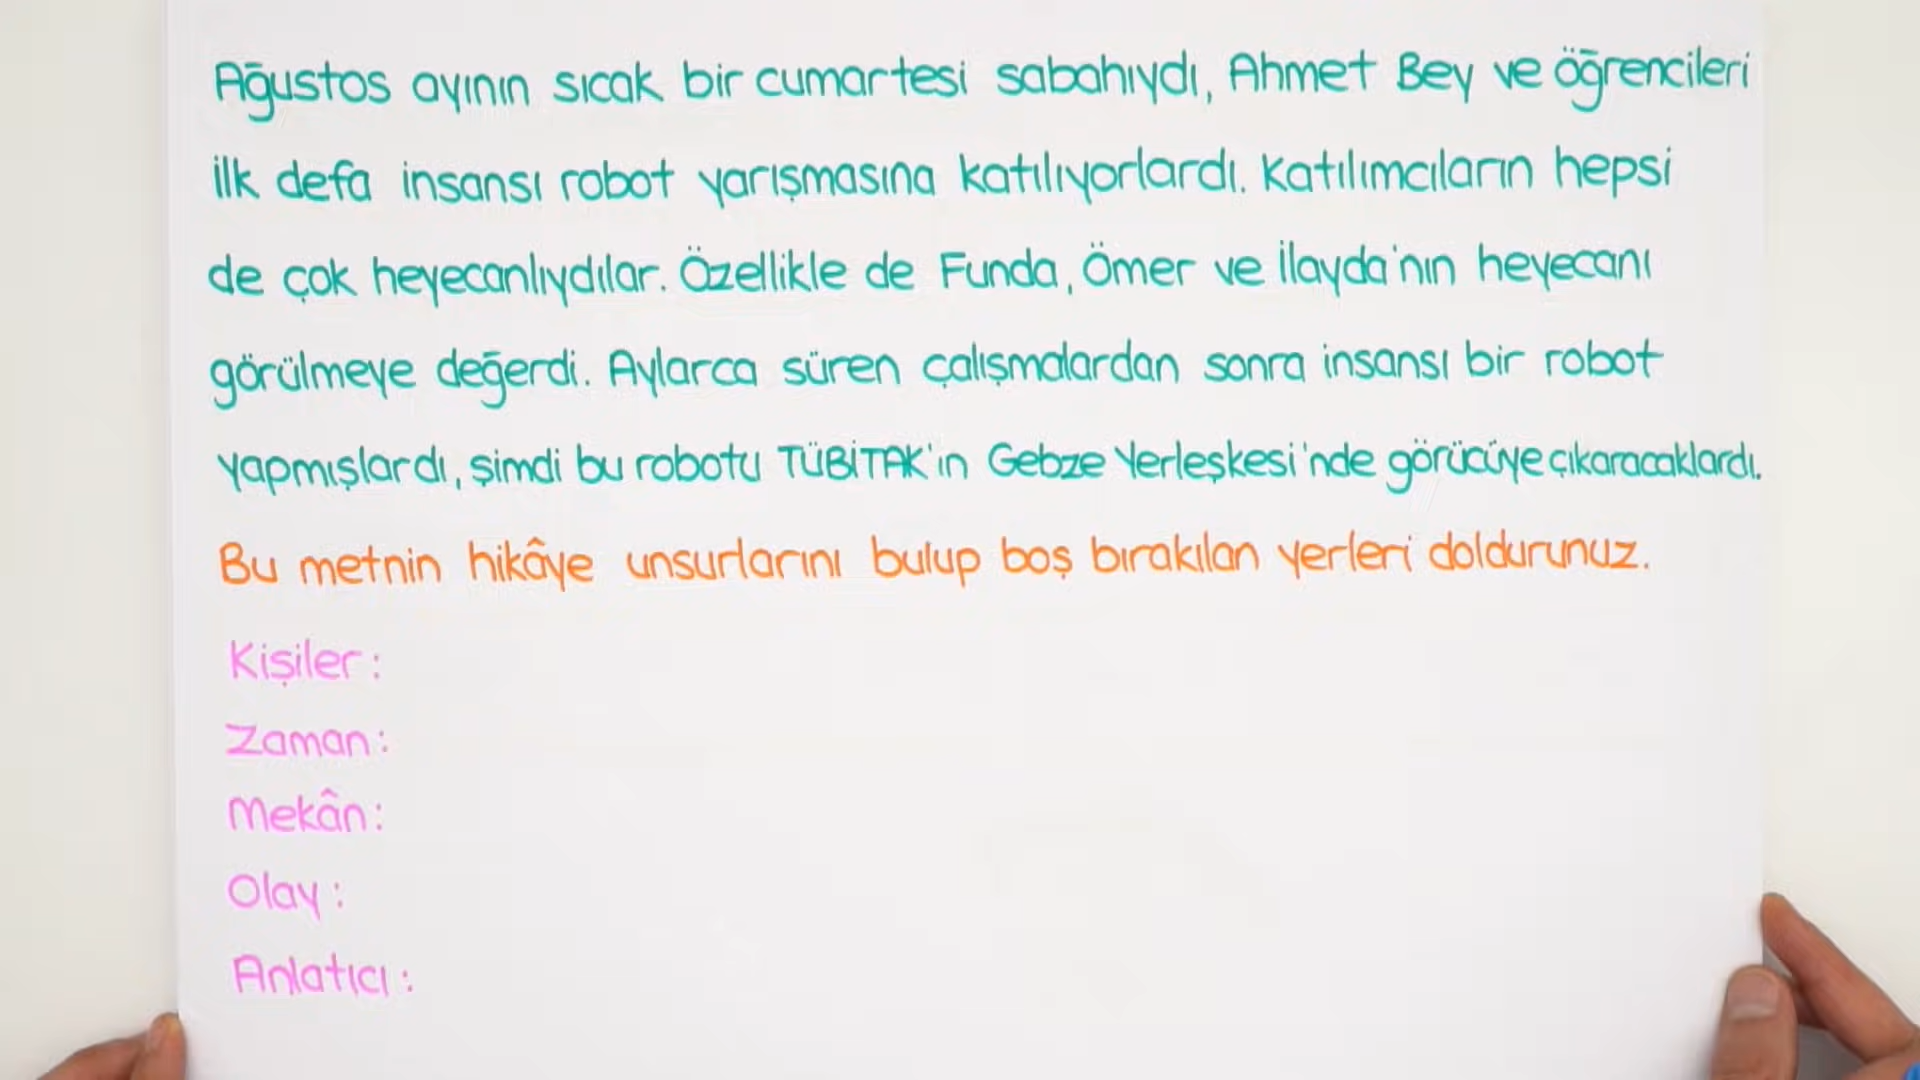 Ağustos ayının sıcak bir cumartesi sabahıydı, Ahmet Bey ve öğrencileri
ilk defa insansı robot yarışmasına katılıyorlardı. Katılımcıların hepsi
de çok heyecanlıydılar. Özellikle de Funda, Ömer ve İlayda'nın heyecanı
görülmeye değerdi. Aylarca süren çalışmalardan sonra insansı bir robot
yapmışlardı, şimdi bu robotu TÜBİTAK'ın Gebze Yerleşkesi'nde görücüye çıkaracaklardı.
Bu metnin hikâye unsurlarını bulup boş bırakılan yerleri doldurunuz.
Kişiler:
Zaman:
Mekân:
Olay:
Anlatıcı: